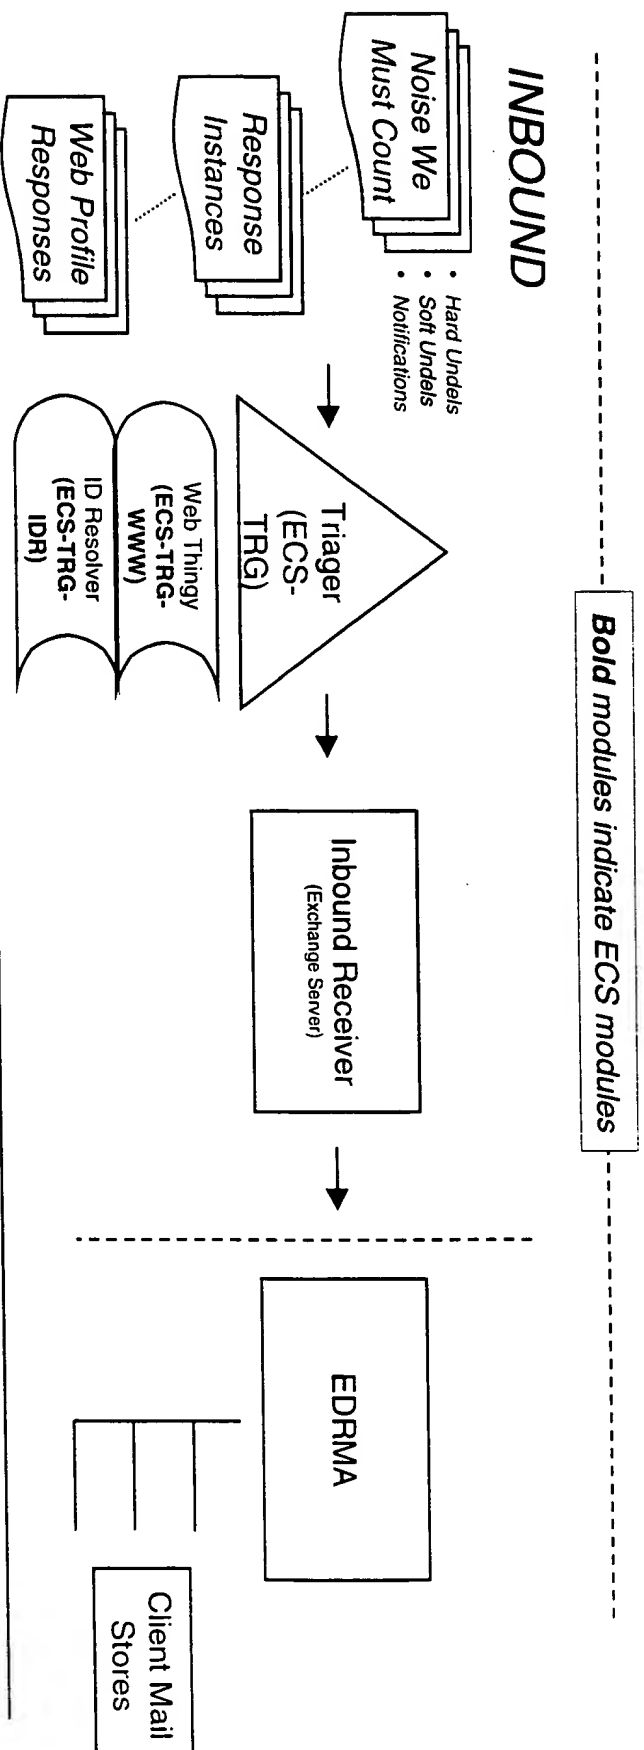 Bold modules indicate ECS modules
INBOUND
Noise We
Must Count
• Hard Undels
• Soft Undels
• Notifications
Response
Instances
Web Profile
Responses
Triager
(ECS-
TRG)
Web Thingy
(ECS-TRG-
WWW)
ID Resolver
(ECS-TRG-
IDR)
Inbound Receiver
(Exchange Server)
EDRMA
Client Mail
Stores